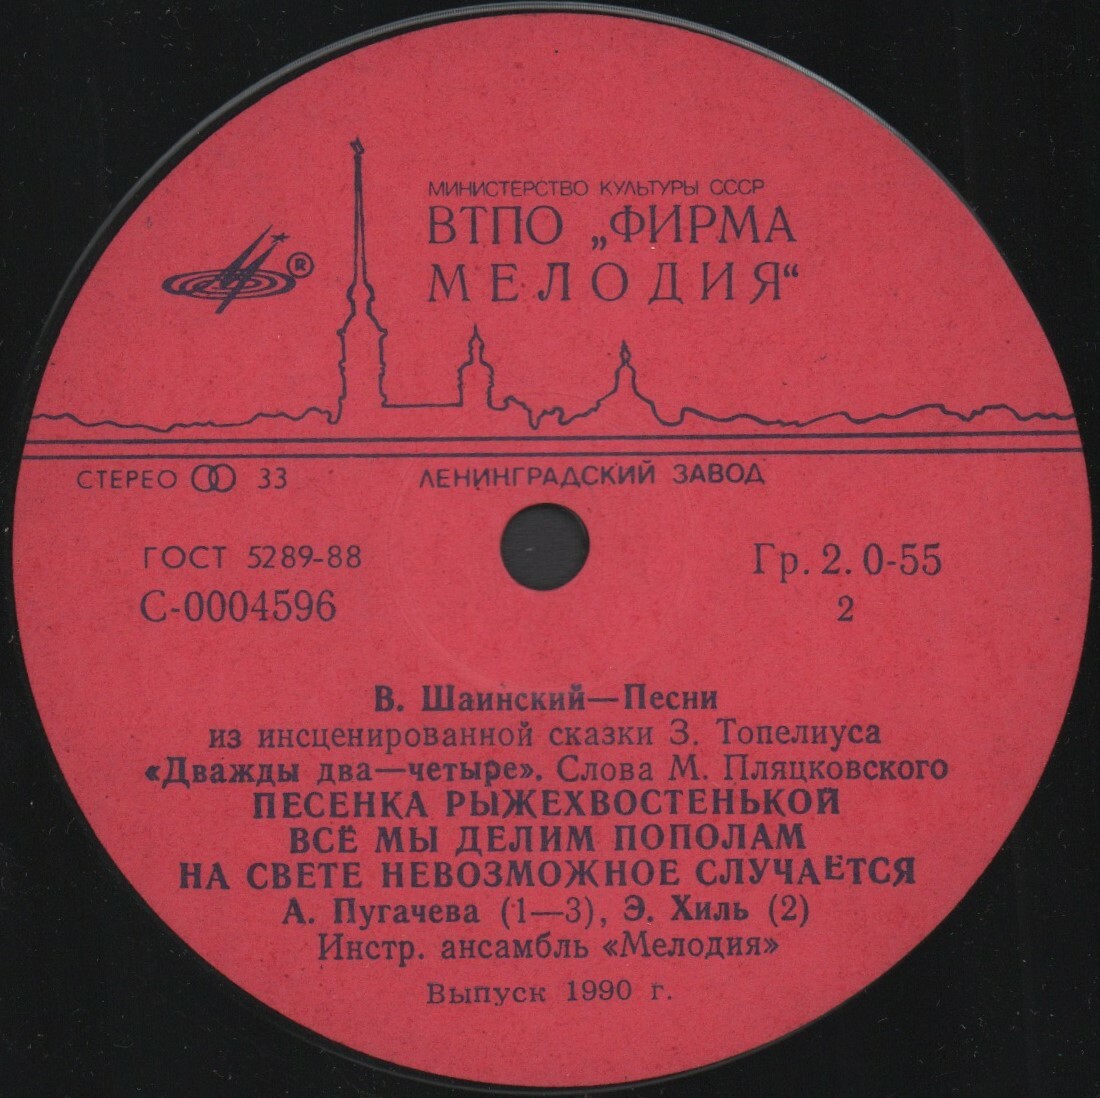 МИНИСТЕРСТВО КУЛЬТУРЫ СССР
ВТПО „ФИРМА
МЕЛОДИЯ“
®
СТЕРЕО 33
ЛЕНИНГРАДСКИЙ ЗАВОД
ГОСТ 5289-88
Гр. 2. 0-55
С-0004596
2
В. Шаинский—Песни
из инсценированной сказки З. Топелиуса
«Дважды два—четыре». Слова М. Пляцковского
ПЕСЕНКА РЫЖЕХВОСТЕНЬКОЙ
ВСЁ МЫ ДЕЛИМ ПОПОЛАМ
НА СВЕТЕ НЕВОЗМОЖНОЕ СЛУЧАЕТСЯ
А. Пугачева (1—3), Э. Хиль (2)
Инстр. ансамбль «Мелодия»
Выпуск 1990 г.